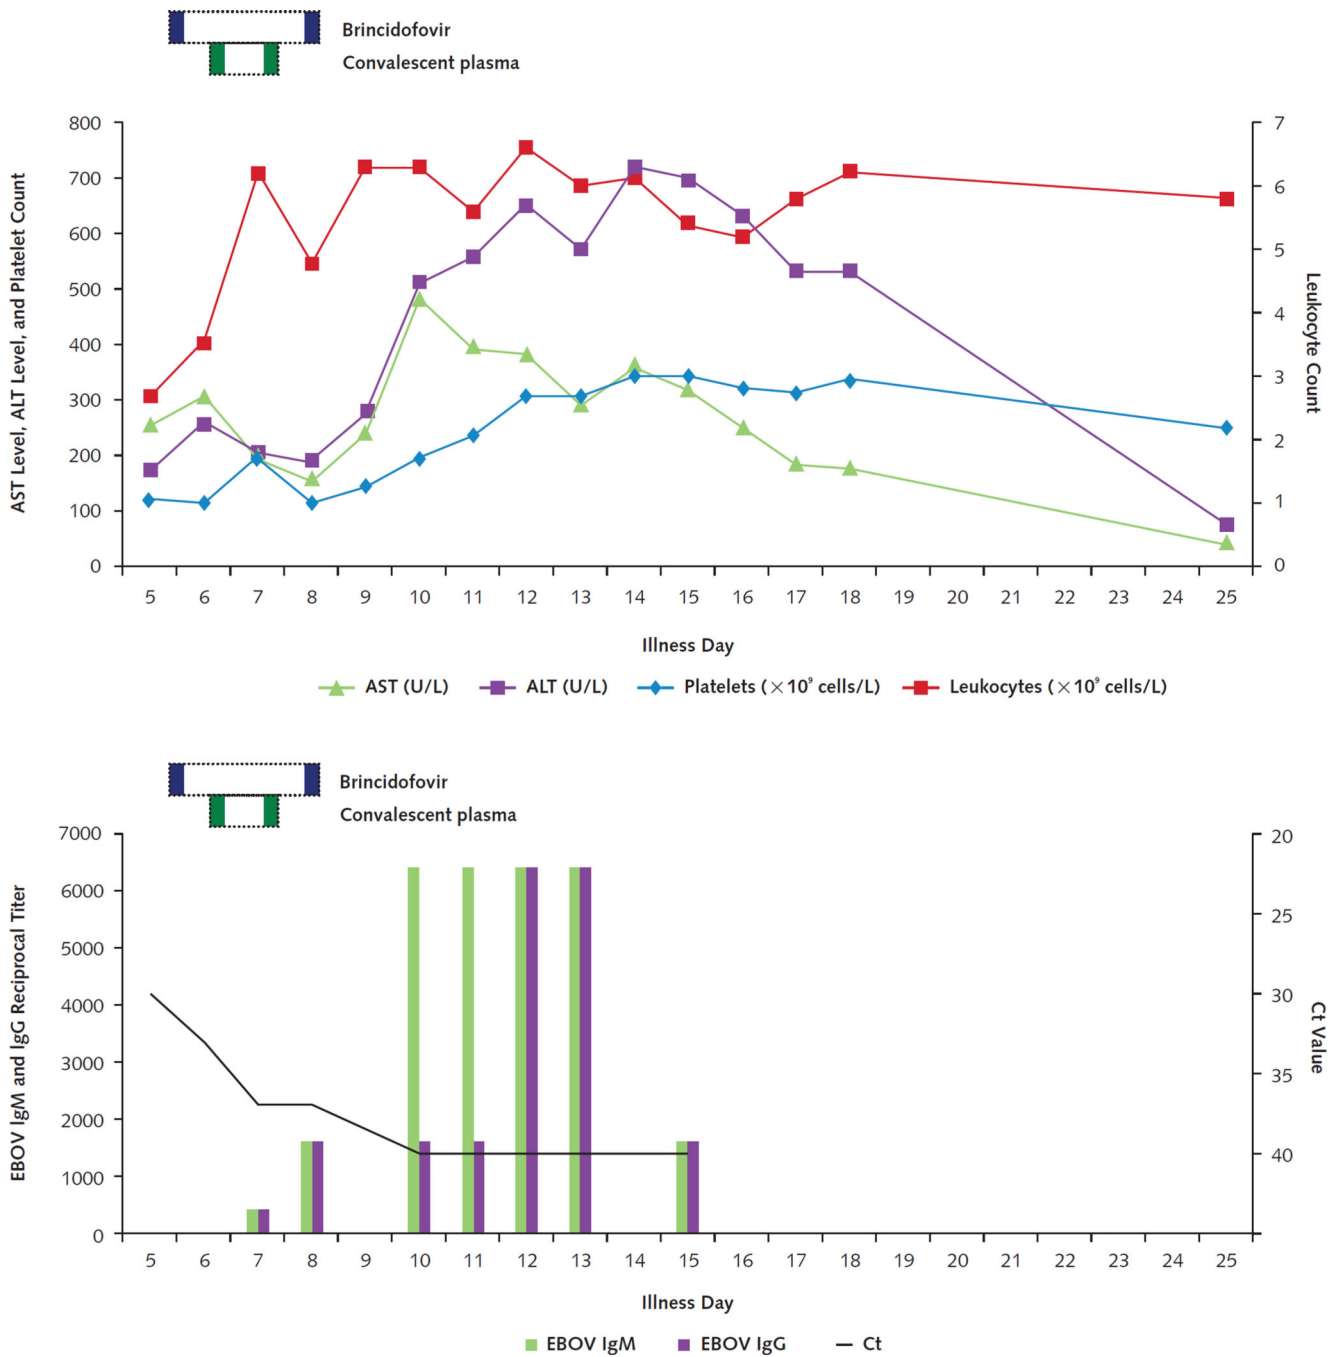 Brincidofovir
Convalescent plasma
AST Level, ALT Level, and Platelet Count
800
700
600
500
400
300
200
100
0
7
6
5
4
3
2
1
0
Leukocyte Count
5 6 7 8 9 10 11 12 13 14 15 16 17 18 19 20 21 22 23 24 25
Illness Day
AST (U/L) ALT (U/L) Platelets (×10⁹ cells/L) Leukocytes (×10⁹ cells/L)
Brincidofovir
Convalescent plasma
EBOV IgM and IgG Reciprocal Titer
7000
6000
5000
4000
3000
2000
1000
0
20
25
30
35
40
Ct Value
5 6 7 8 9 10 11 12 13 14 15 16 17 18 19 20 21 22 23 24 25
Illness Day
EBOV IgM EBOV IgG Ct